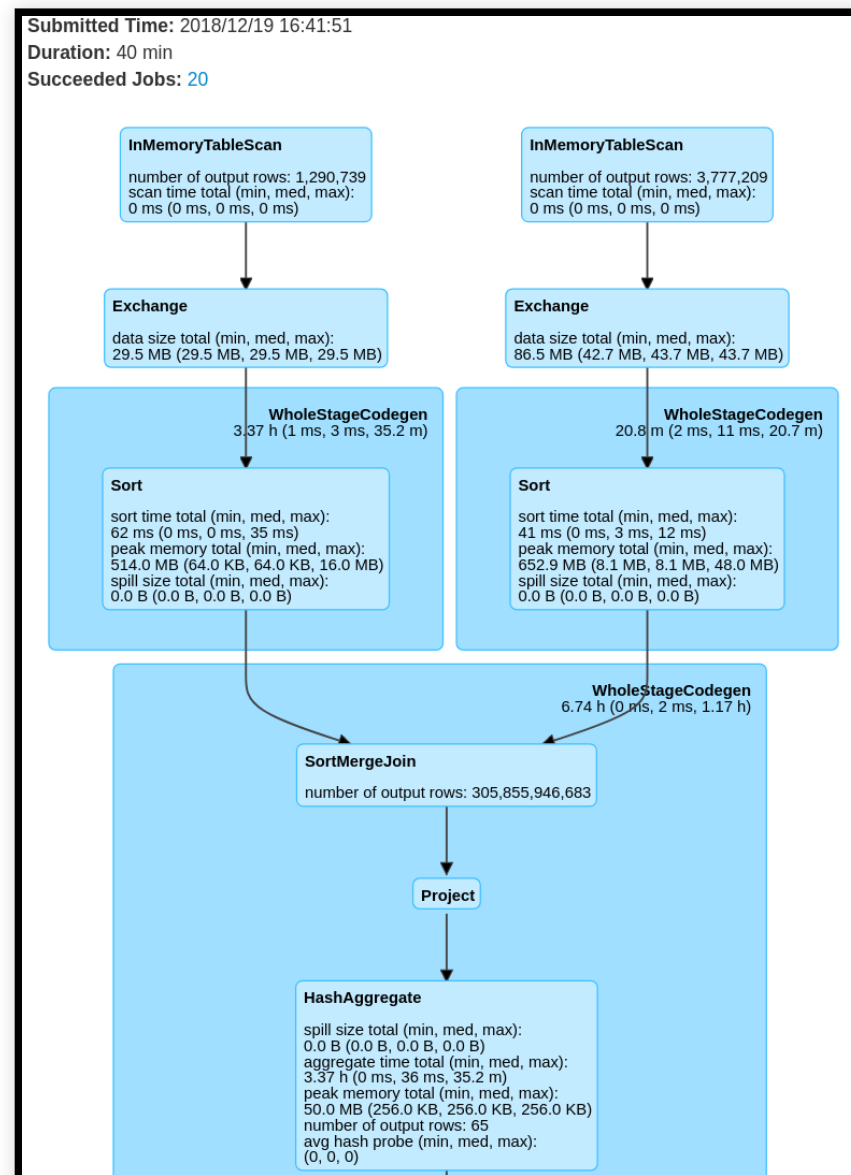 Submitted Time: 2018/12/19 16:41:51
Duration: 40 min
Succeeded Jobs: 20
InMemoryTableScan
number of output rows: 1,290,739
scan time total (min, med, max):
0 ms (0 ms, 0 ms, 0 ms)
InMemoryTableScan
number of output rows: 3,777,209
scan time total (min, med, max):
0 ms (0 ms, 0 ms, 0 ms)
Exchange
data size total (min, med, max):
29.5 MB (29.5 MB, 29.5 MB, 29.5 MB)
Exchange
data size total (min, med, max):
86.5 MB (42.7 MB, 43.7 MB, 43.7 MB)
WholeStageCodegen
3.37 h (1 ms, 3 ms, 35.2 m)
Sort
sort time total (min, med, max):
62 ms (0 ms, 0 ms, 35 ms)
peak memory total (min, med, max):
514.0 MB (64.0 KB, 64.0 KB, 16.0 MB)
spill size total (min, med, max):
0.0 B (0.0 B, 0.0 B, 0.0 B)
WholeStageCodegen
20.8 m (2 ms, 11 ms, 20.7 m)
Sort
sort time total (min, med, max):
41 ms (0 ms, 3 ms, 12 ms)
peak memory total (min, med, max):
652.9 MB (8.1 MB, 8.1 MB, 48.0 MB)
spill size total (min, med, max):
0.0 B (0.0 B, 0.0 B, 0.0 B)
WholeStageCodegen
6.74 h (0 ms, 2 ms, 1.17 h)
SortMergeJoin
number of output rows: 305,855,946,683
Project
HashAggregate
spill size total (min, med, max):
0.0 B (0.0 B, 0.0 B, 0.0 B)
aggregate time total (min, med, max):
3.37 h (0 ms, 36 ms, 35.2 m)
peak memory total (min, med, max):
50.0 MB (256.0 KB, 256.0 KB, 256.0 KB)
number of output rows: 65
avg hash probe (min, med, max):
(0, 0, 0)